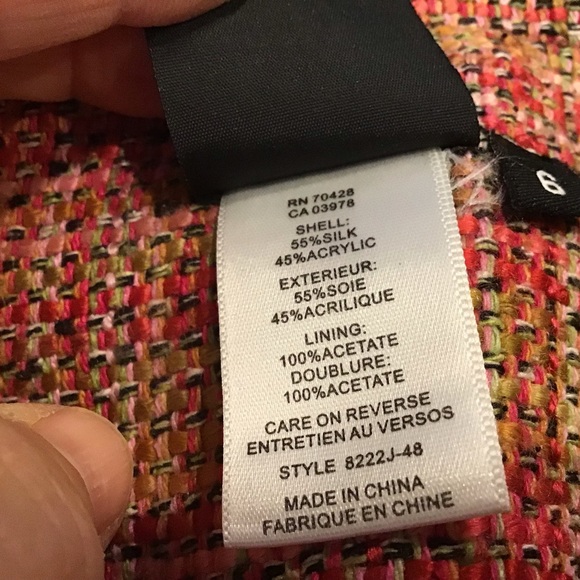 RN 70428
CA 03978
SHELL:
55%SILK
45%ACRYLIC
EXTERIEUR:
55%SOIE
45%ACRILIQUE
LINING:
100%ACETATE
DOUBLURE:
100%ACETATE
CARE ON REVERSE
ENTRETIEN AU VERSOS
STYLE 8222J-48
MADE IN CHINA
FABRIQUE EN CHINE
6